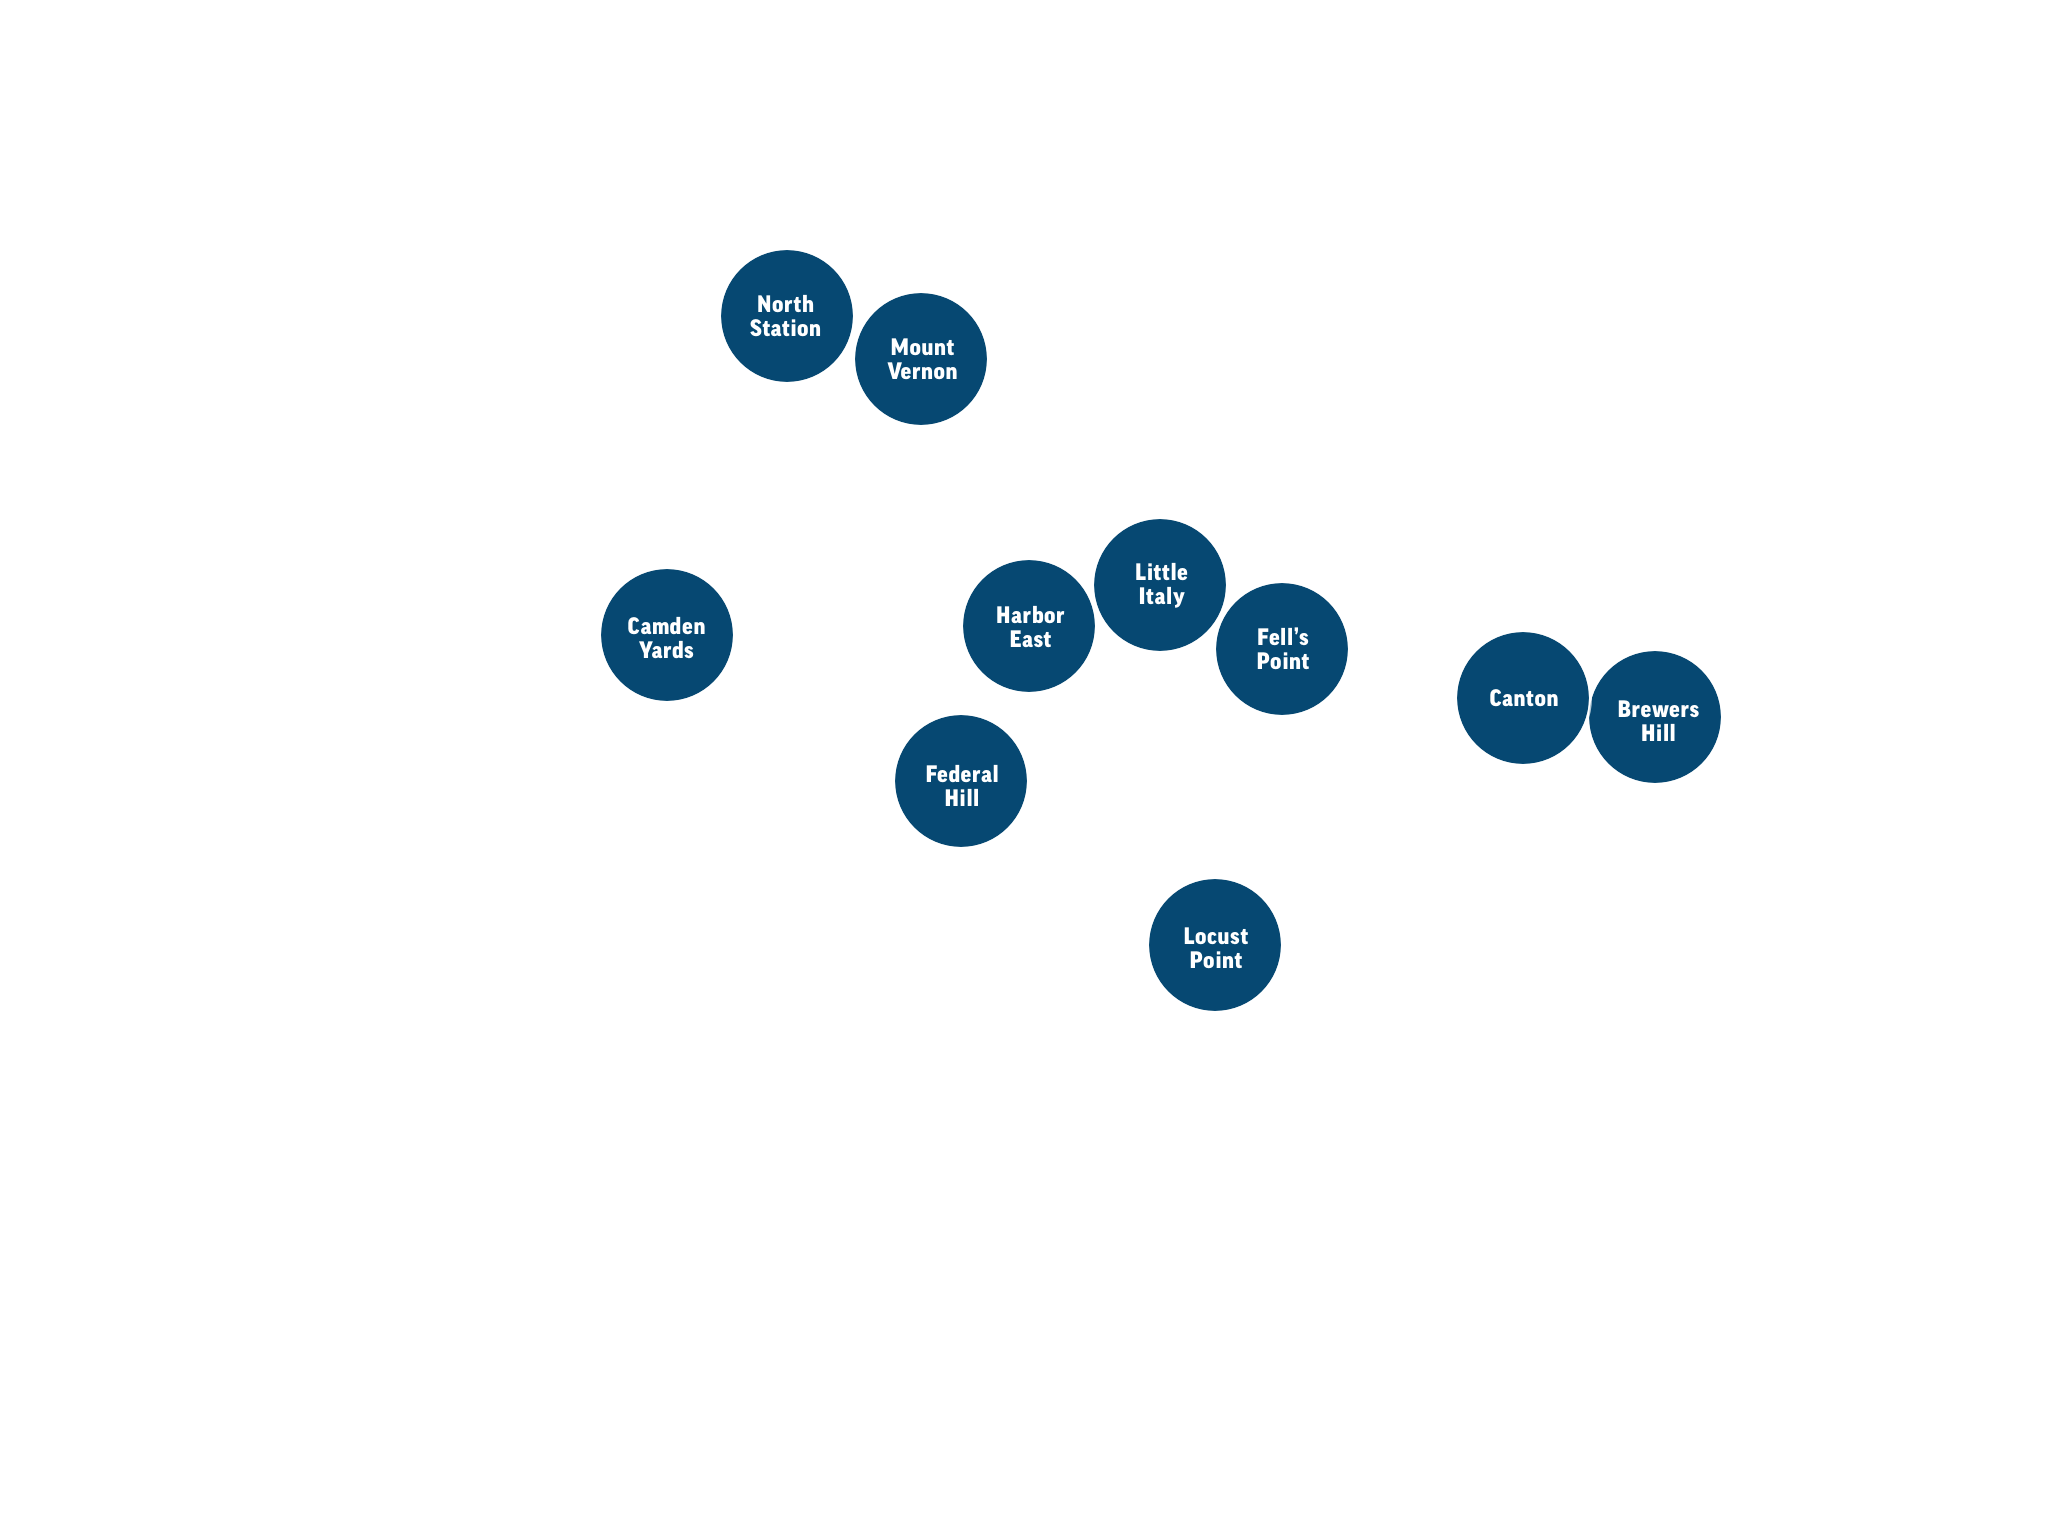 North
Station
Mount
Vernon
Little
Italy
Harbor
East
Camden
Yards
Fell’s
Point
Canton
Brewers
Hill
Federal
Hill
Locust
Point